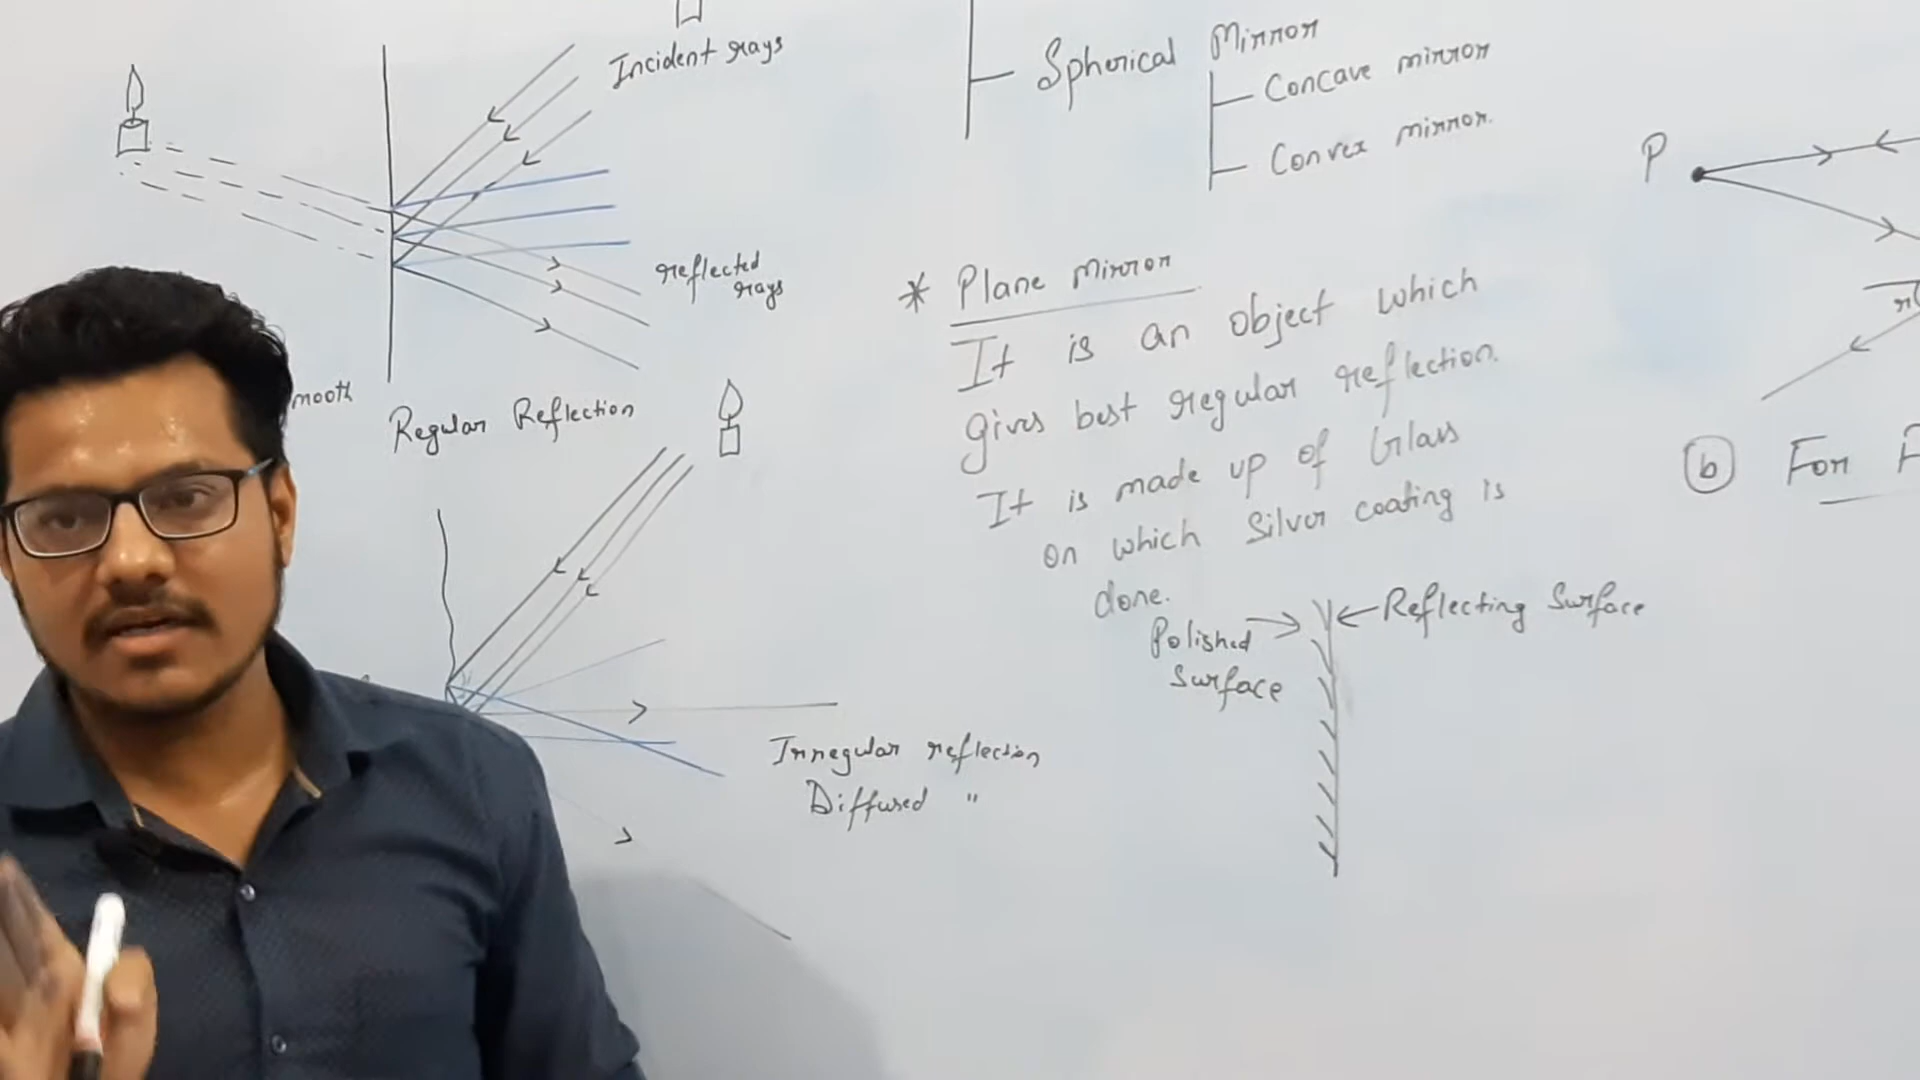 Incident rays
reflected
rays
mooth
Regular Reflection
Irregular reflection
Diffused "
Spherical Mirror
Concave mirror
Convex mirror.
* Plane Mirror
It is an object which
gives best regular reflection.
It is made up of Glass
on which Silver coating is
done.
Polished
Surface
Reflecting Surface
P
b For